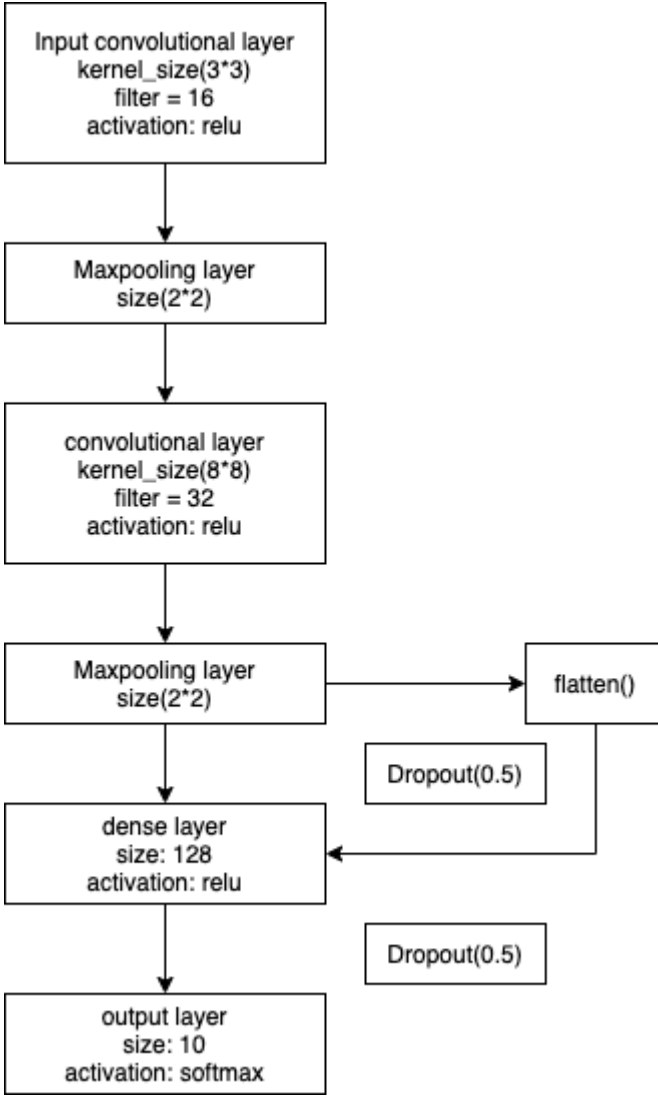 Input convolutional layer
kernel_size(3*3)
filter = 16
activation: relu
Maxpooling layer
size(2*2)
convolutional layer
kernel_size(8*8)
filter = 32
activation: relu
Maxpooling layer
size(2*2)
flatten()
Dropout(0.5)
dense layer
size: 128
activation: relu
Dropout(0.5)
output layer
size: 10
activation: softmax